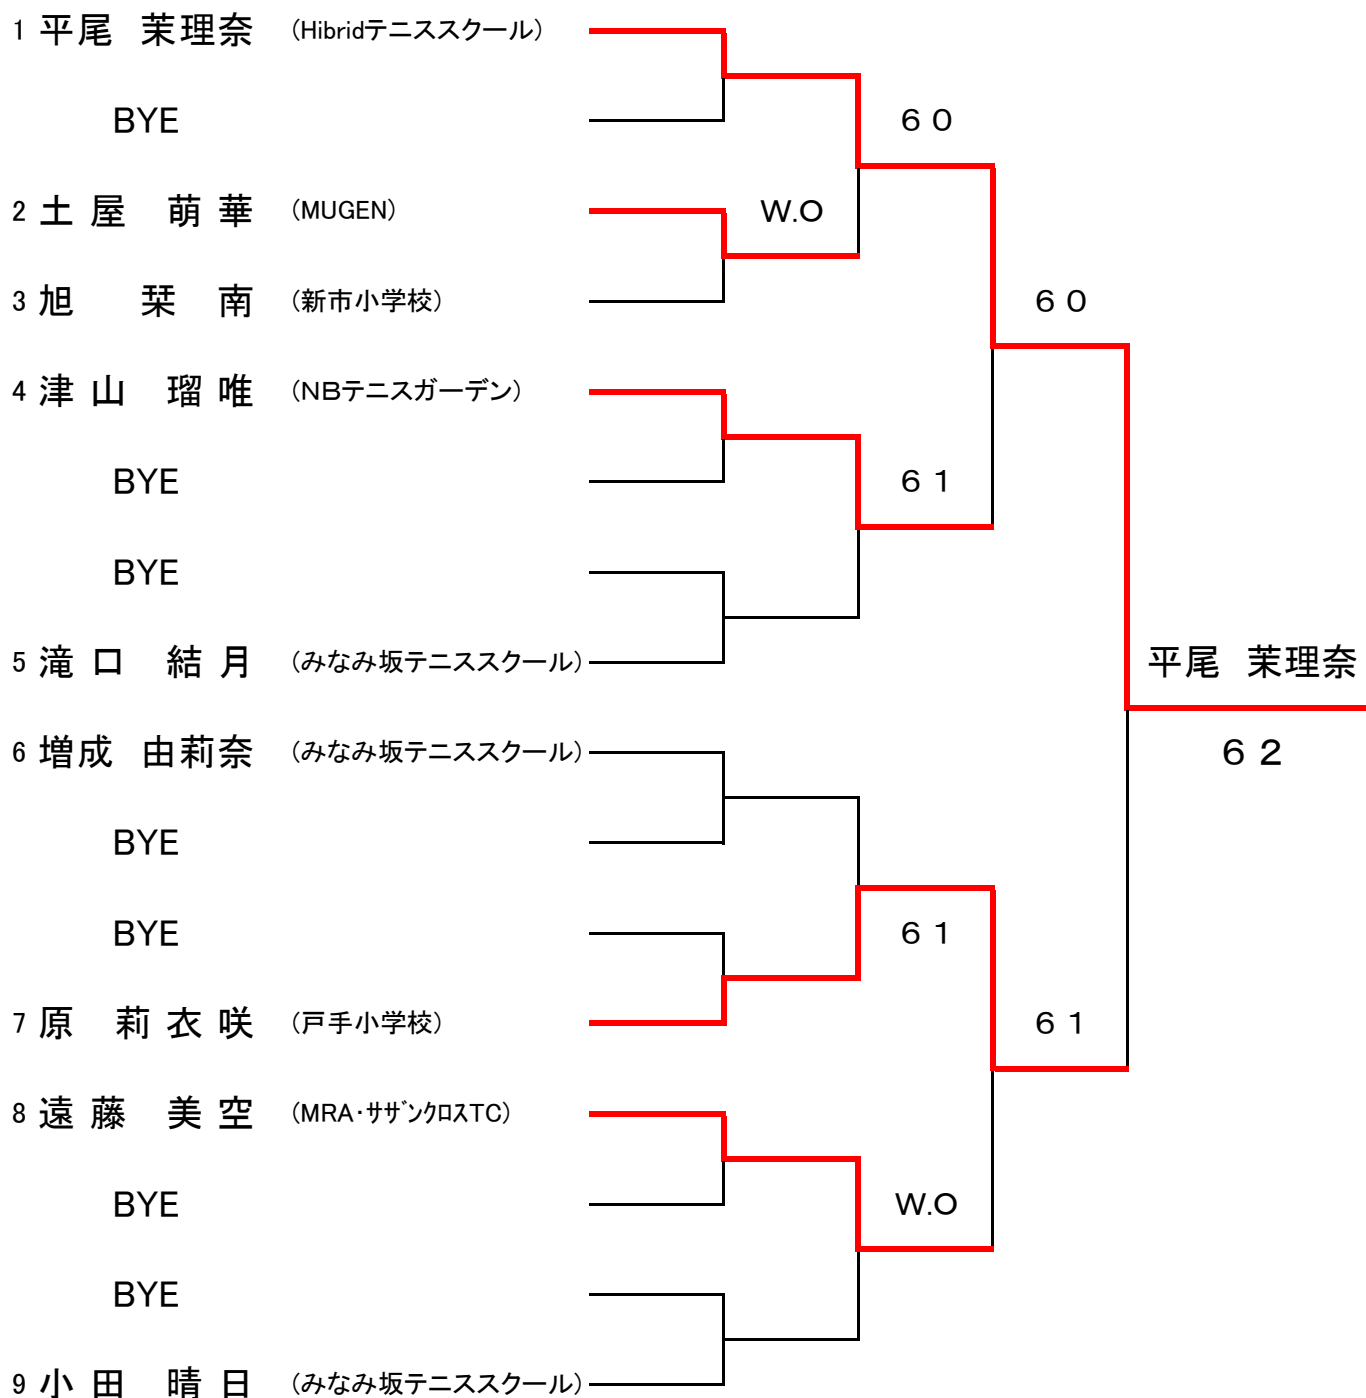 1 平尾 茉理奈 (Hibridテニススクール)
BYE
６０
2 土屋 萌華 (MUGEN)
W.O
3 旭 栞南 (新市小学校)
６０
4 津山 瑠唯 (NBテニスガーデン)
BYE
６１
BYE
5 滝口 結月 (みなみ坂テニススクール)
平尾 茉理奈
6 増成 由莉奈 (みなみ坂テニススクール)
６２
BYE
BYE
６１
7 原 莉衣咲 (戸手小学校)
６１
8 遠藤 美空 (MRA・サザンクロスTC)
BYE
W.O
BYE
9 小田 晴日 (みなみ坂テニススクール)